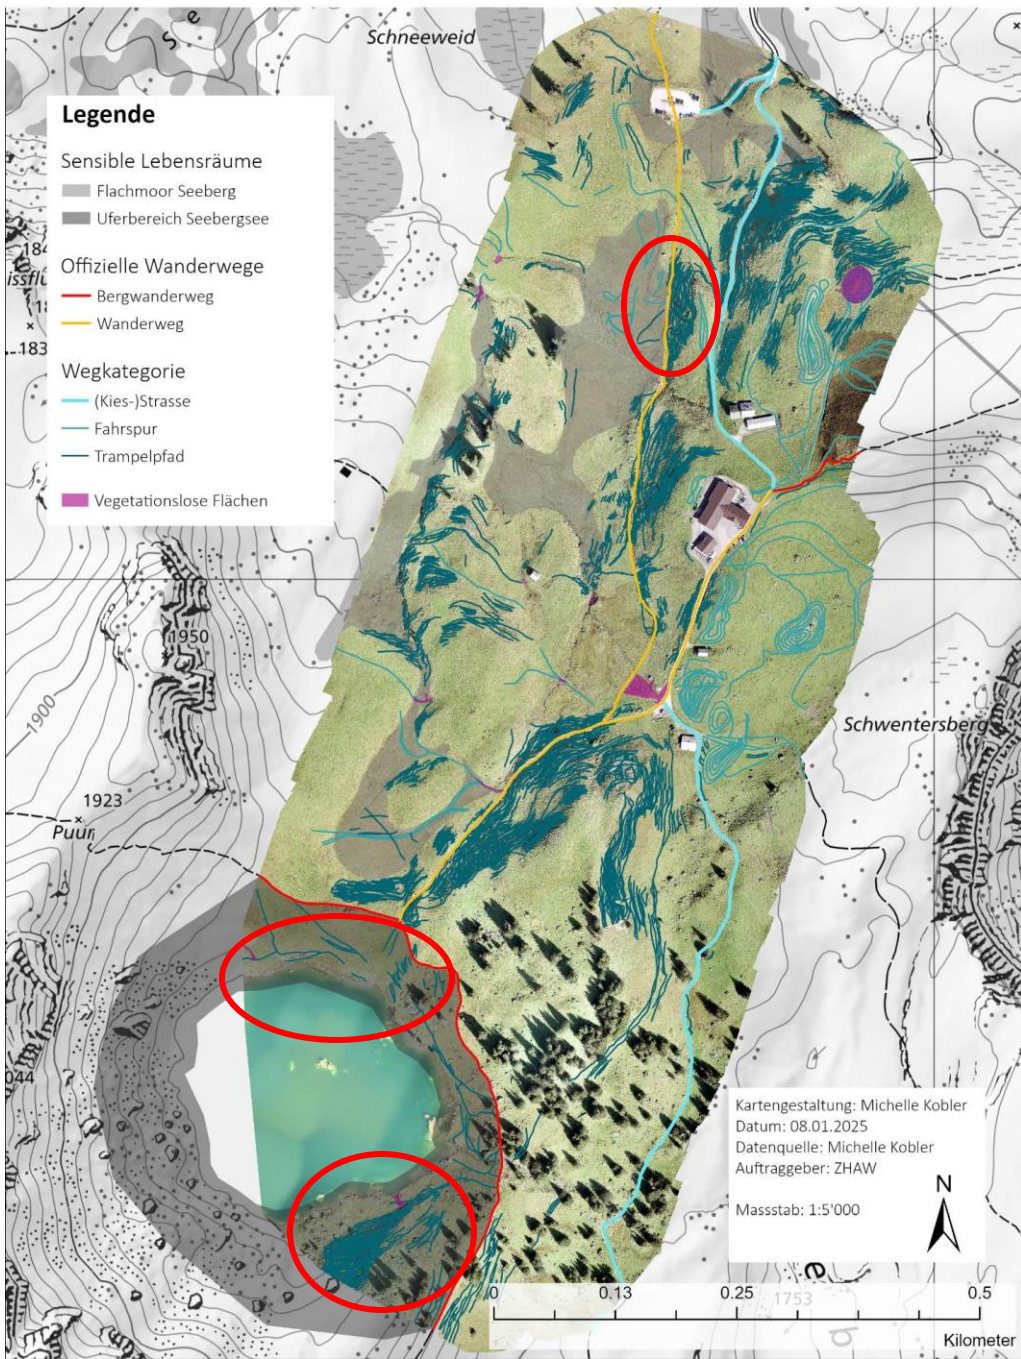 Schneeweid
Legende
Sensible Lebensräume
Flachmoor Seeberg
Uferbereich Seebergsee
Offizielle Wanderwege
Bergwanderweg
Wanderweg
Wegkategorie
(Kies-)Strasse
Fahrspur
Trampelpfad
Vegetationslose Flächen
1950
1900
Schwentersberg
1923
Puur
Kartengestaltung: Michelle Kobler
Datum: 08.01.2025
Datenquelle: Michelle Kobler
Auftraggeber: ZHAW
Massstab: 1:5'000
N
0 0.13 0.25 0.5
1753
Kilometer